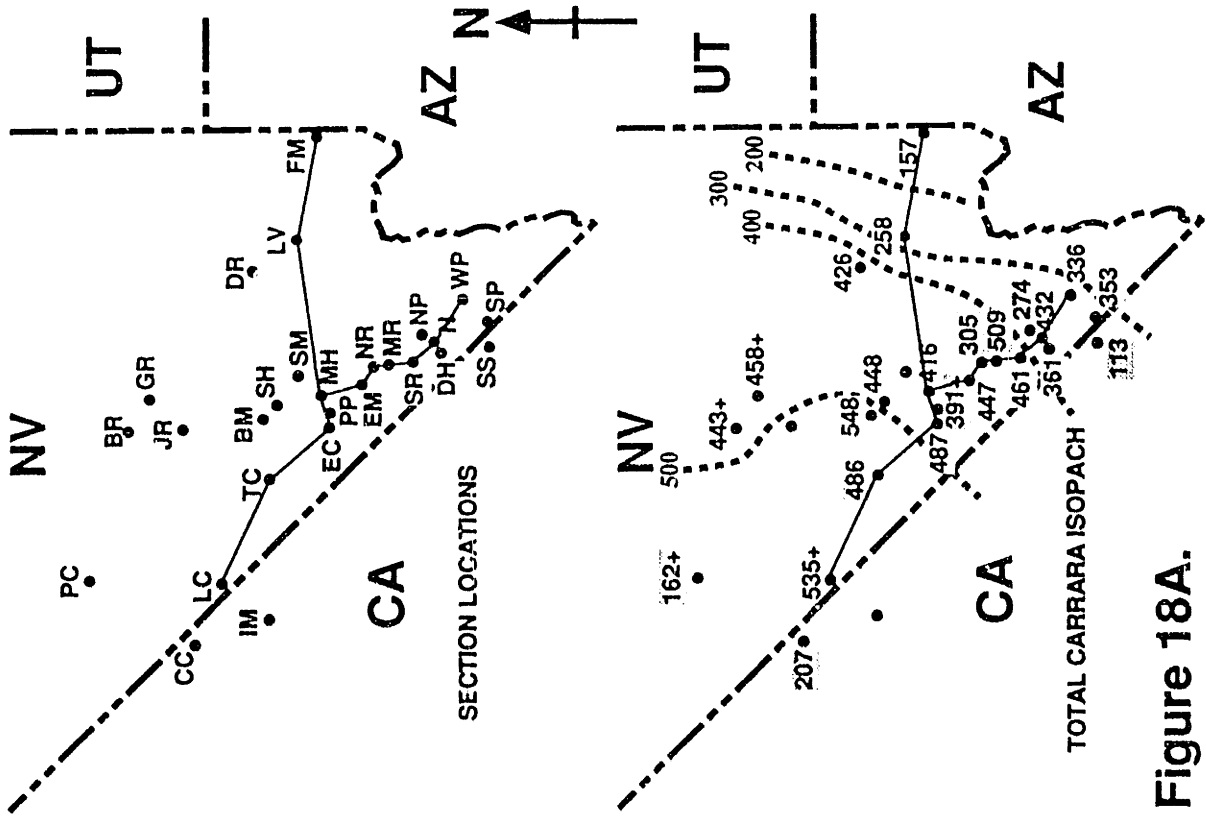 NV
UT
N
AZ
CA
PC
BR
GR
JR
DR
BM
SH
SM
LV
FM
LC
TC
CC
IM
EC
MH
PP
EM
NR
MR
SR
NP
N
DH
WP
SS
SP
SECTION LOCATIONS
NV
UT
AZ
CA
500
400
300
200
162+
443+
458+
426
258
157
548
448
416
535+
486
487
391+
207
447
305
509
461
274
432
361
336
353
113
TOTAL CARRARA ISOPACH
Figure 18A.